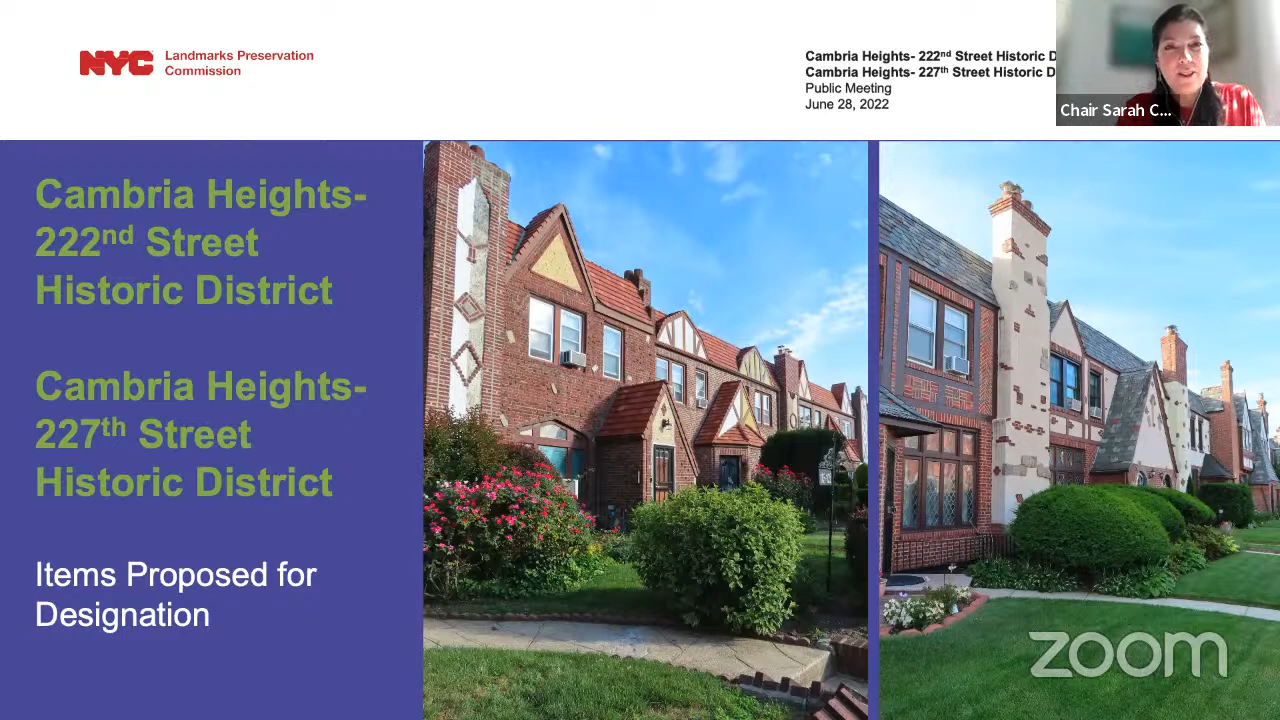 NYC Landmarks Preservation
Commission
Cambria Heights- 222nd Street Historic D
Cambria Heights- 227th Street Historic D
Public Meeting
June 28, 2022
Chair Sarah C...
Cambria Heights-
222nd Street
Historic District
Cambria Heights-
227th Street
Historic District
Items Proposed for
Designation
zoom